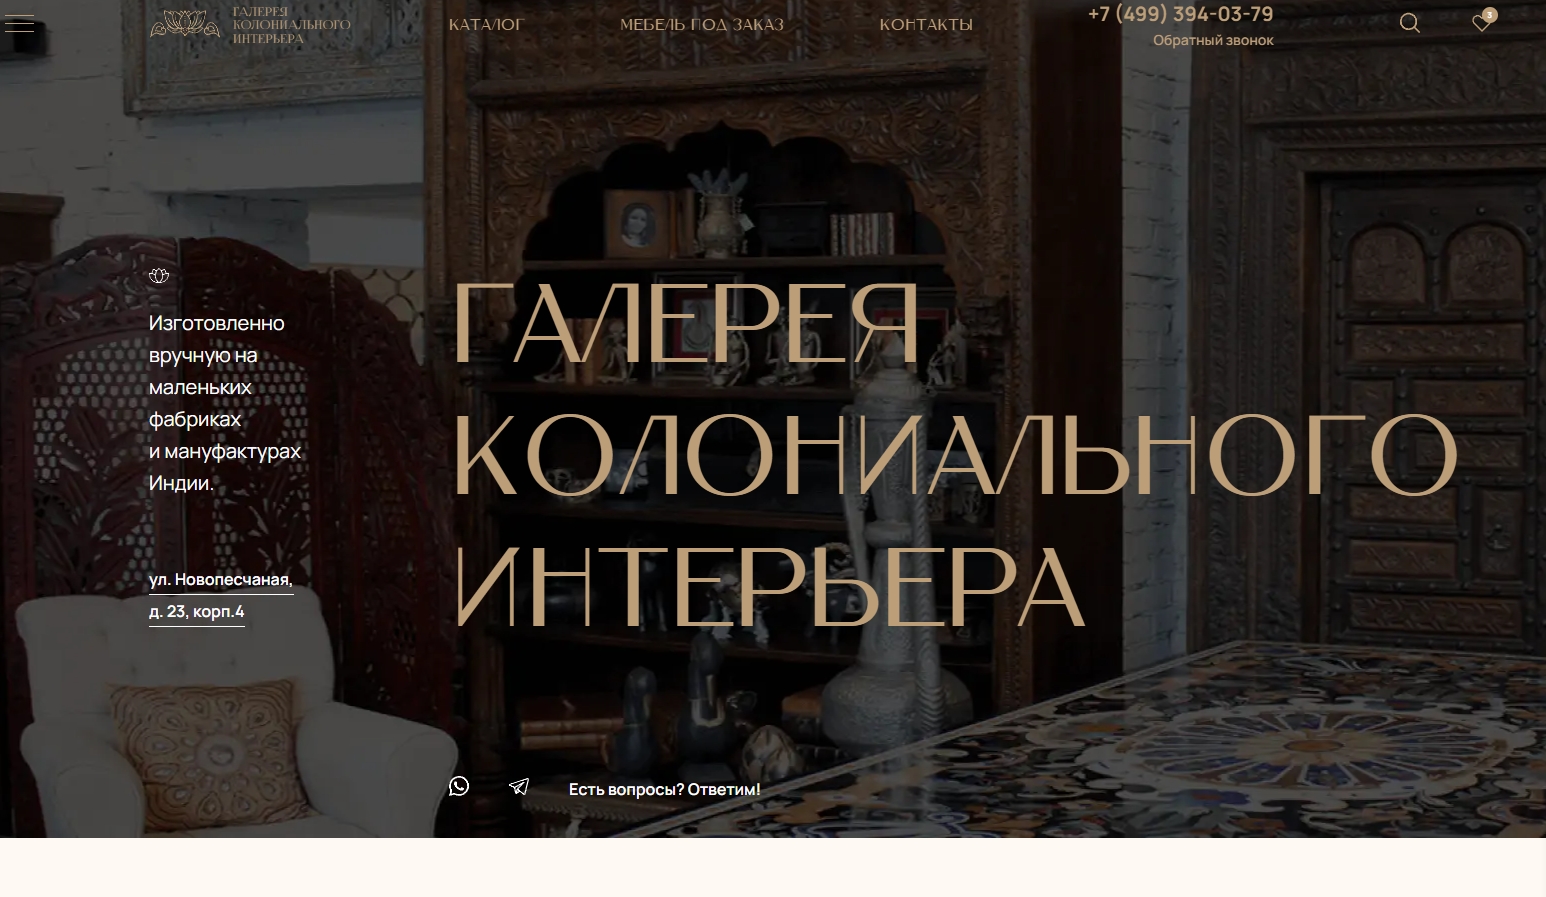 ГАЛЕРЕЯ
КОЛОНИАЛЬНОГО
ИНТЕРЬЕРА
КАТАЛОГ
МЕБЕЛЬ ПОД ЗАКАЗ
КОНТАКТЫ
+7 (499) 394-03-79
Обратный звонок
3
Изготовленно
вручную на
маленьких
фабриках
и мануфактурах
Индии.
ул. Новопесчаная,
д. 23, корп.4
ГАЛЕРЕЯ
КОЛОНИАЛЬНОГО
ИНТЕРЬЕРА
Есть вопросы? Ответим!